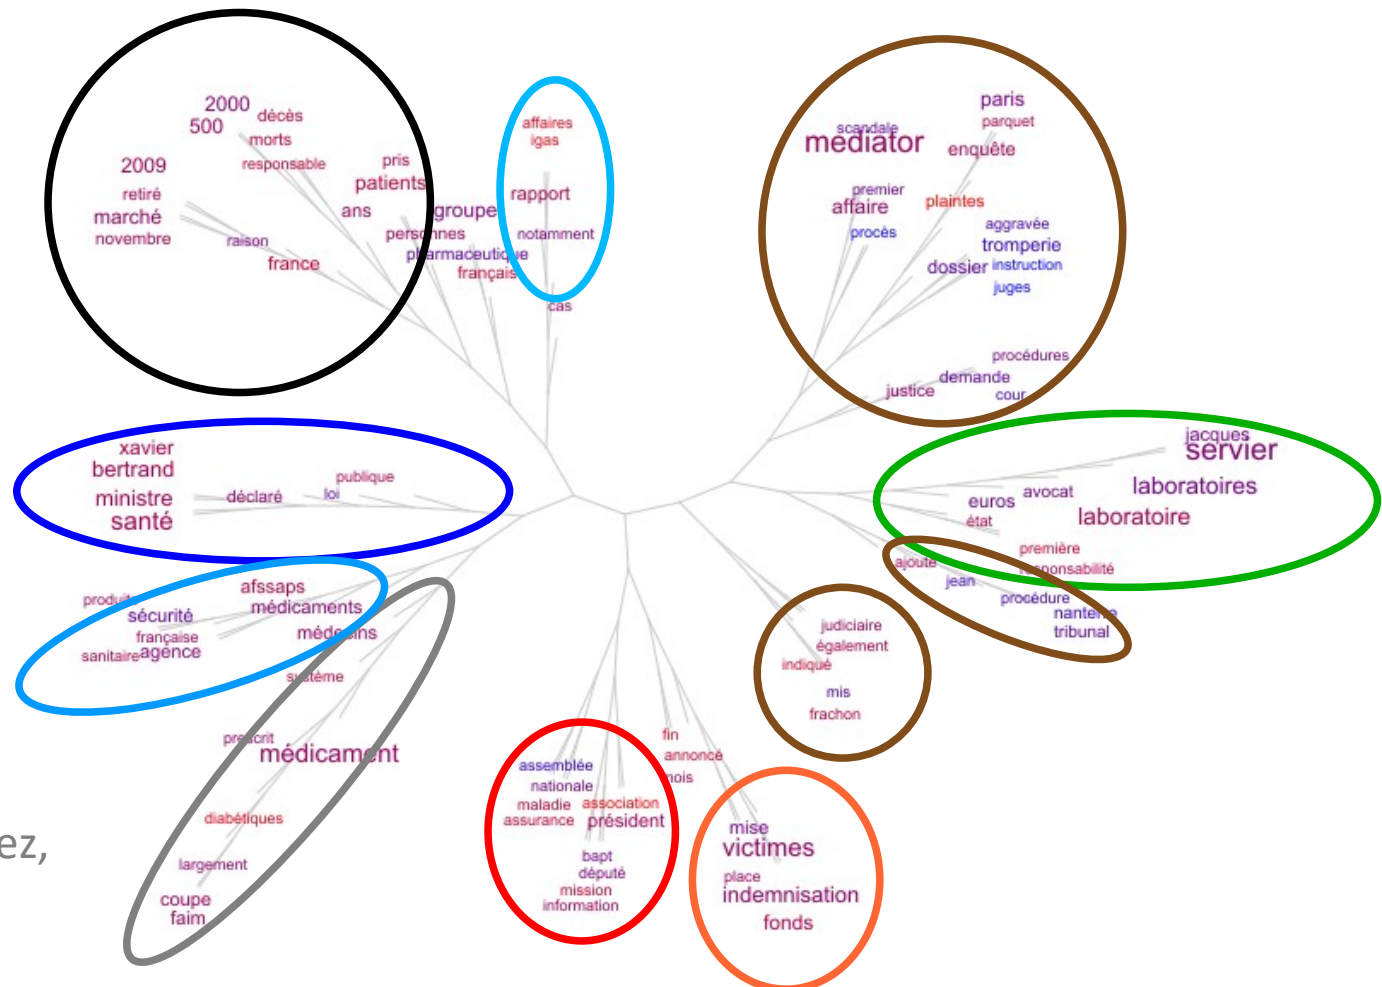 2000
décès
500
morts
2009
responsable
pris
patients
retiré
marché
ans
novembre
raison
france
personnes
groupe
pharmaceutique
français
affaires
igas
rapport
notamment
cas
scandale
mediator
paris
parquet
enquête
premier
affaire
procès
plaintes
aggravée
tromperie
dossier
instruction
juges
procédures
demande
justice
cour
jacques
servier
laboratoires
euros
avocat
état
laboratoire
première
responsabilité
ajoute
jean
procédure
nanterre
tribunal
xavier
bertrand
publique
ministre
déclaré
loi
santé
afssaps
produits
médicaments
sécurité
française
médecins
sanitaire
agence
système
prescrit
médicament
diabétiques
largement
coupe
faim
ez,
assemblée
nationale
maladie
association
assurance
président
bapt
député
mission
information
fin
annoncé
mois
mise
victimes
place
indemnisation
fonds
judiciaire
également
indiqué
mis
frachon